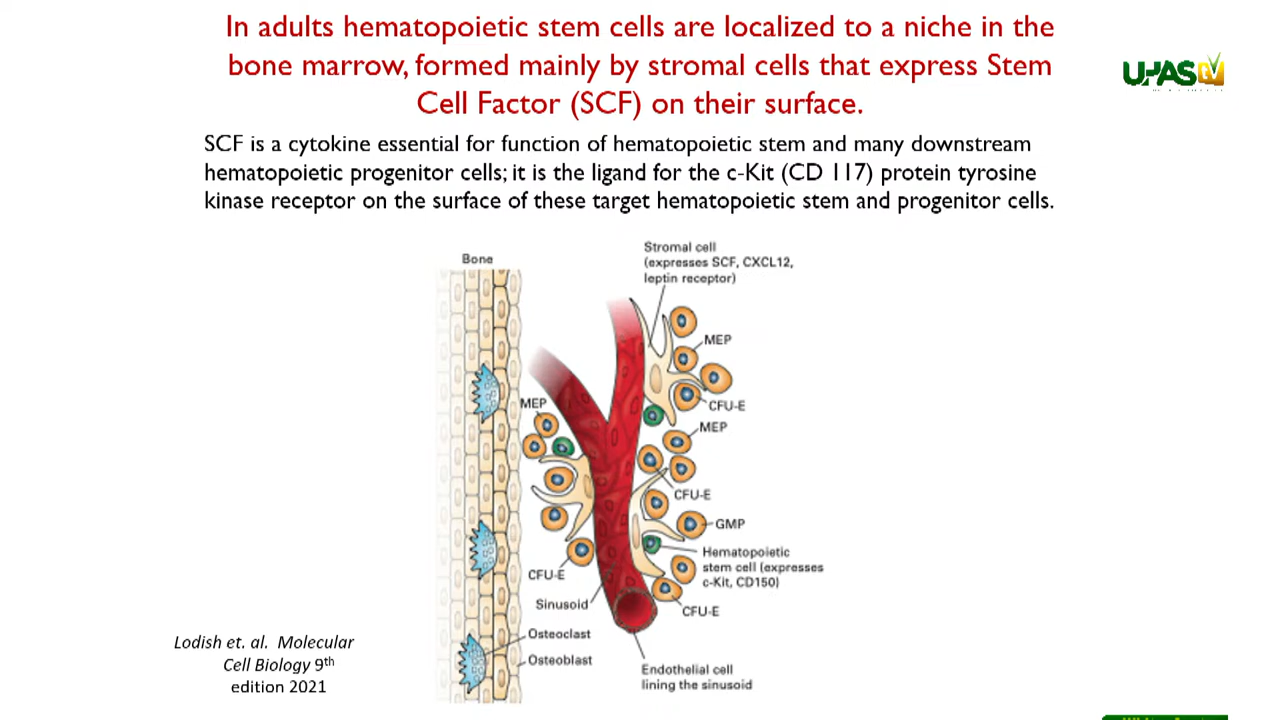 In adults hematopoietic stem cells are localized to a niche in the
bone marrow, formed mainly by stromal cells that express Stem
Cell Factor (SCF) on their surface.
UPASTV
SCF is a cytokine essential for function of hematopoietic stem and many downstream
hematopoietic progenitor cells; it is the ligand for the c-Kit (CD 117) protein tyrosine
kinase receptor on the surface of these target hematopoietic stem and progenitor cells.
Stromal cell
(expresses SCF, CXCL12,
leptin receptor)
Bone
MEP
MEP
CFU-E
MEP
CFU-E
GMP
Hematopoietic
stem cell (expresses
c-Kit, CD150)
CFU-E
Sinusoid
CFU-E
Osteoclast
Osteoblast
Endothelial cell
lining the sinusoid
Lodish et. al. Molecular
Cell Biology 9th
edition 2021